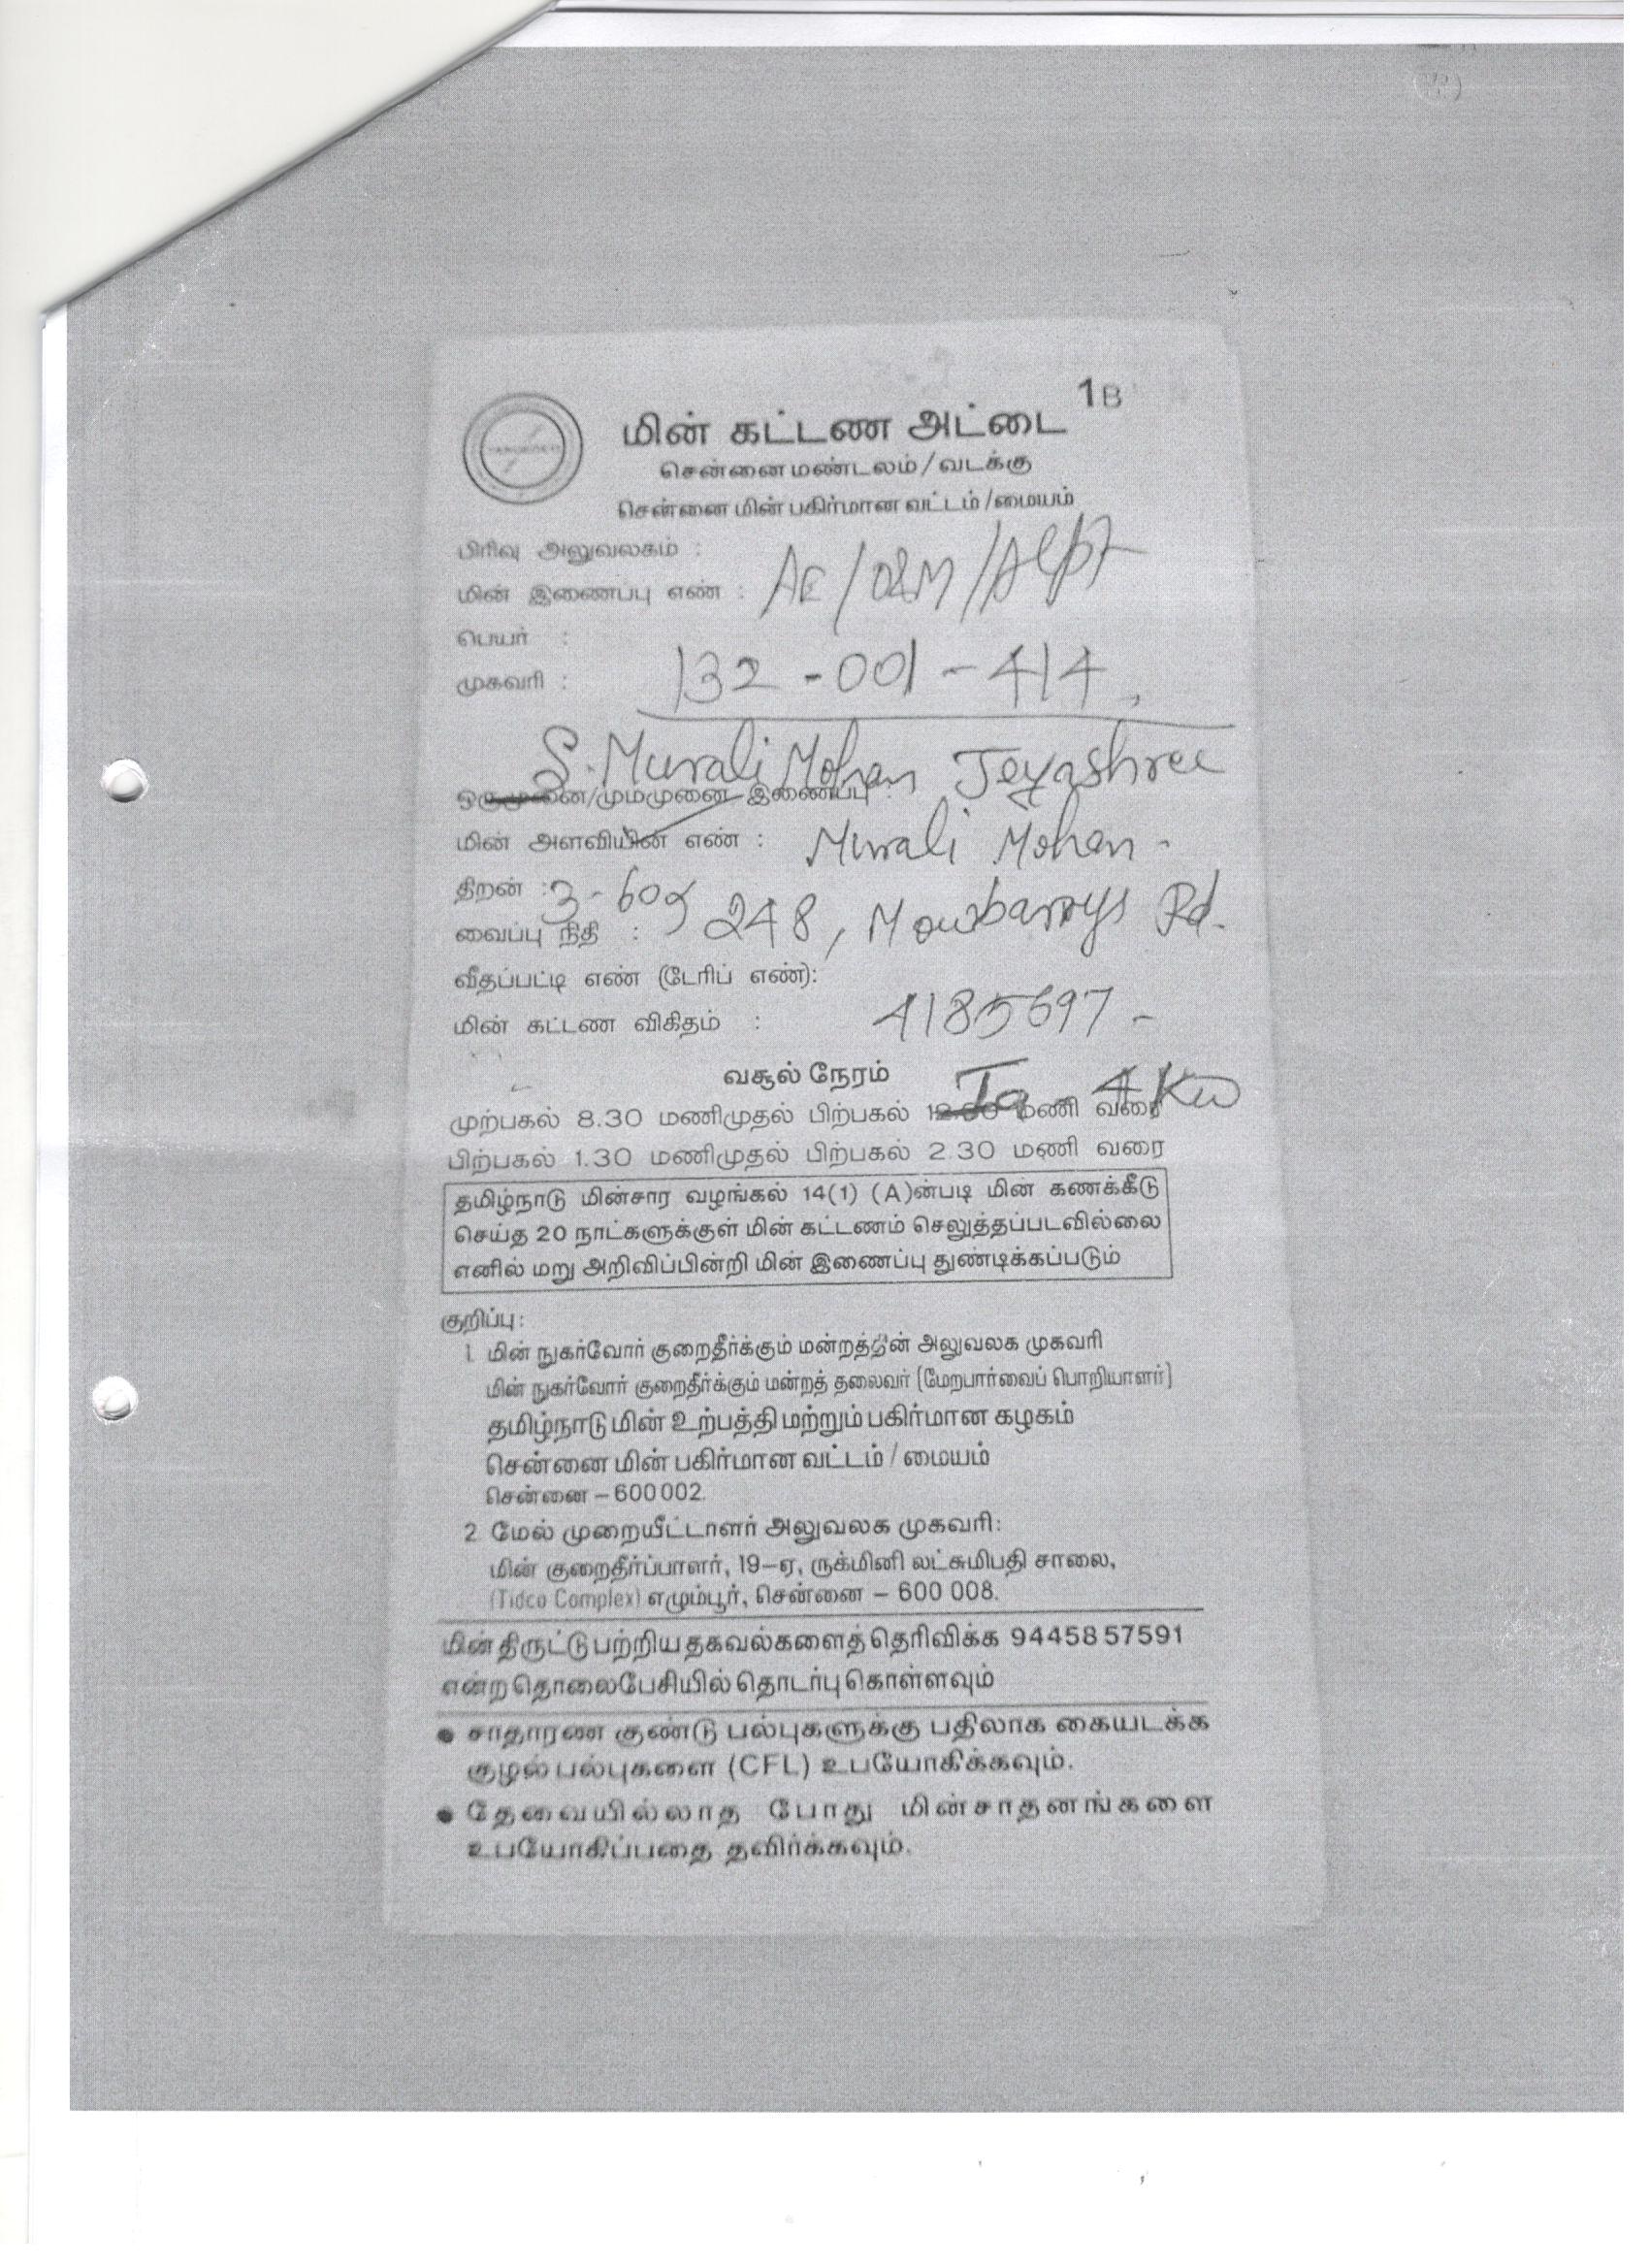 1B
மின் கட்டண அட்டை
சென்னை மண்டலம்/வடக்கு
சென்னை மின் பகிர்மான வட்டம்/மையம்
பிரிவு அலுவலகம் :
மின் இணைப்பு எண் : AE/O&M/
பெயர் :
முகவரி : 132-001-414,
S. Murali Mohan Jeyashree
ஒருமுனை/மும்முனை இணைப்பு :
மின் அளவியின் எண் : Murali Mohan -
திறன் :
வைப்பு நிதி : 248, Mowbarrys Rd.
வீதப்பட்டி எண் (டேரிப் எண்):
மின் கட்டண விகிதம் : 4185697 -
வசூல் நேரம் Ia - 4 Kw
முற்பகல் 8.30 மணிமுதல் பிற்பகல் 12.30 மணி வரை
பிற்பகல் 1.30 மணிமுதல் பிற்பகல் 2.30 மணி வரை
தமிழ்நாடு மின்சார வழங்கல் 14(1) (A)ன்படி மின் கணக்கீடு
செய்த 20 நாட்களுக்குள் மின் கட்டணம் செலுத்தப்படவில்லை
எனில் மறு அறிவிப்பின்றி மின் இணைப்பு துண்டிக்கப்படும்
குறிப்பு:
1. மின் நுகர்வோர் குறைதீர்க்கும் மன்றத்தின் அலுவலக முகவரி
மின் நுகர்வோர் குறைதீர்க்கும் மன்றத் தலைவர் (மேறபார்வைப் பொறியாளர்)
தமிழ்நாடு மின் உற்பத்தி மற்றும் பகிர்மான கழகம்
சென்னை மின் பகிர்மான வட்டம் / மையம்
சென்னை – 600 002.
2. மேல் முறையீட்டாளர் அலுவலக முகவரி:
மின் குறைதீர்ப்பாளர், 19-ஏ, ருக்மினி லட்சுமிபதி சாலை,
(Tidco Complex) எழும்பூர், சென்னை – 600 008.
மின் திருட்டு பற்றிய தகவல்களைத் தெரிவிக்க 94458 57591
என்ற தொலைபேசியில் தொடர்பு கொள்ளவும்
● சாதாரண குண்டு பல்புகளுக்கு பதிலாக கையடக்க
குழல் பல்புகளை (CFL) உபயோகிக்கவும்.
● தேவையில்லாத போது மின்சாதனங்களை
உபயோகிப்பதை தவிர்க்கவும்.